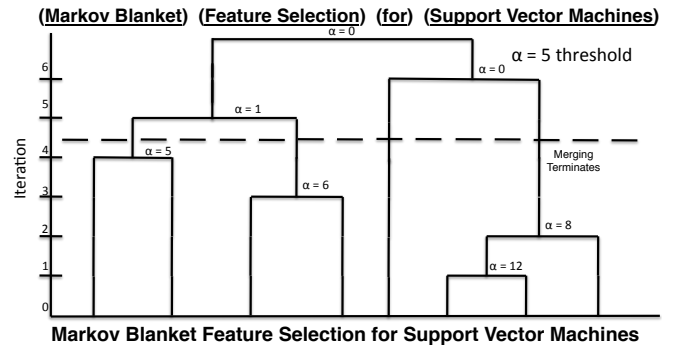 (Markov Blanket) (Feature Selection) (for) (Support Vector Machines)
α=0
α = 5 threshold
6
α = 0
5
α = 1
Iteration
4
α = 5
Merging
Terminates
3
α = 6
2
α = 8
1
α = 12
0
Markov Blanket Feature Selection for Support Vector Machines